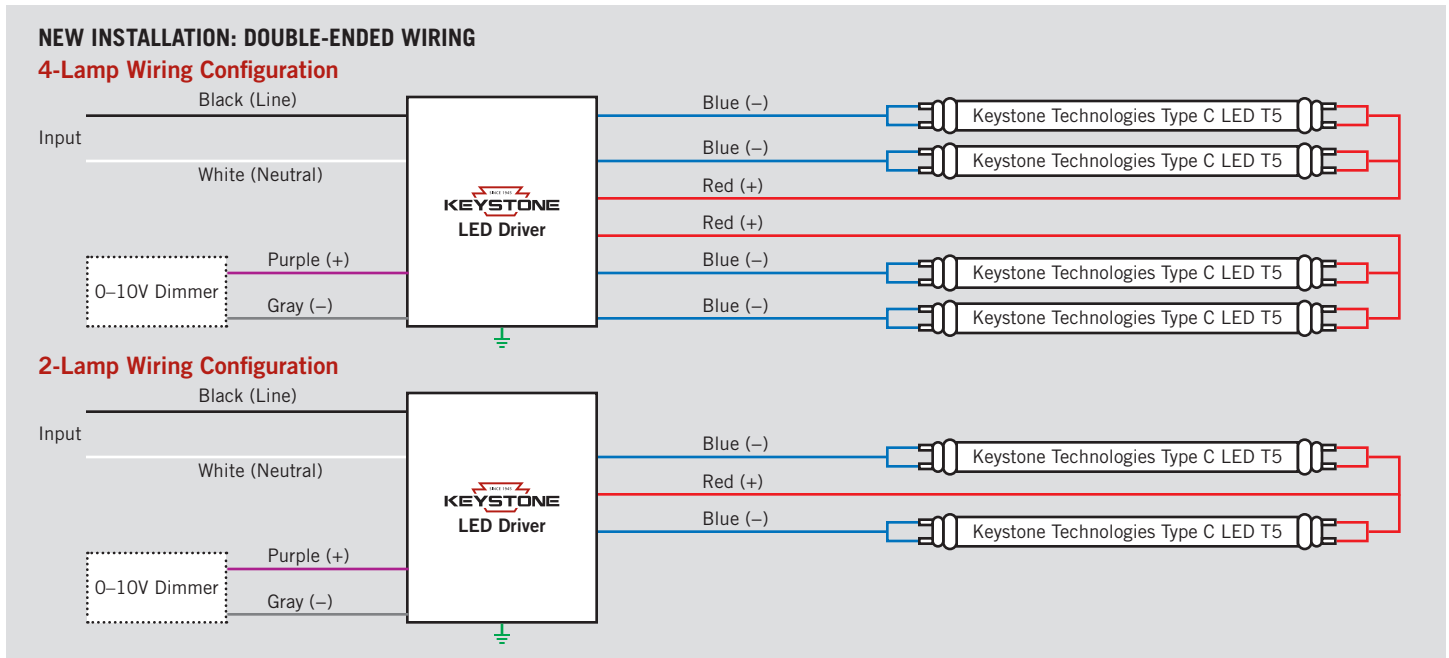 NEW INSTALLATION: DOUBLE-ENDED WIRING
4-Lamp Wiring Configuration
Black (Line)
Input
White (Neutral)
0–10V Dimmer
Purple (+)
Gray (–)
SINCE 1945
KEYSTONE
LED Driver
Blue (–)
Keystone Technologies Type C LED T5
Blue (–)
Keystone Technologies Type C LED T5
Red (+)
Red (+)
Blue (–)
Keystone Technologies Type C LED T5
Blue (–)
Keystone Technologies Type C LED T5
2-Lamp Wiring Configuration
Black (Line)
Input
White (Neutral)
0–10V Dimmer
Purple (+)
Gray (–)
SINCE 1945
KEYSTONE
LED Driver
Blue (–)
Keystone Technologies Type C LED T5
Red (+)
Blue (–)
Keystone Technologies Type C LED T5